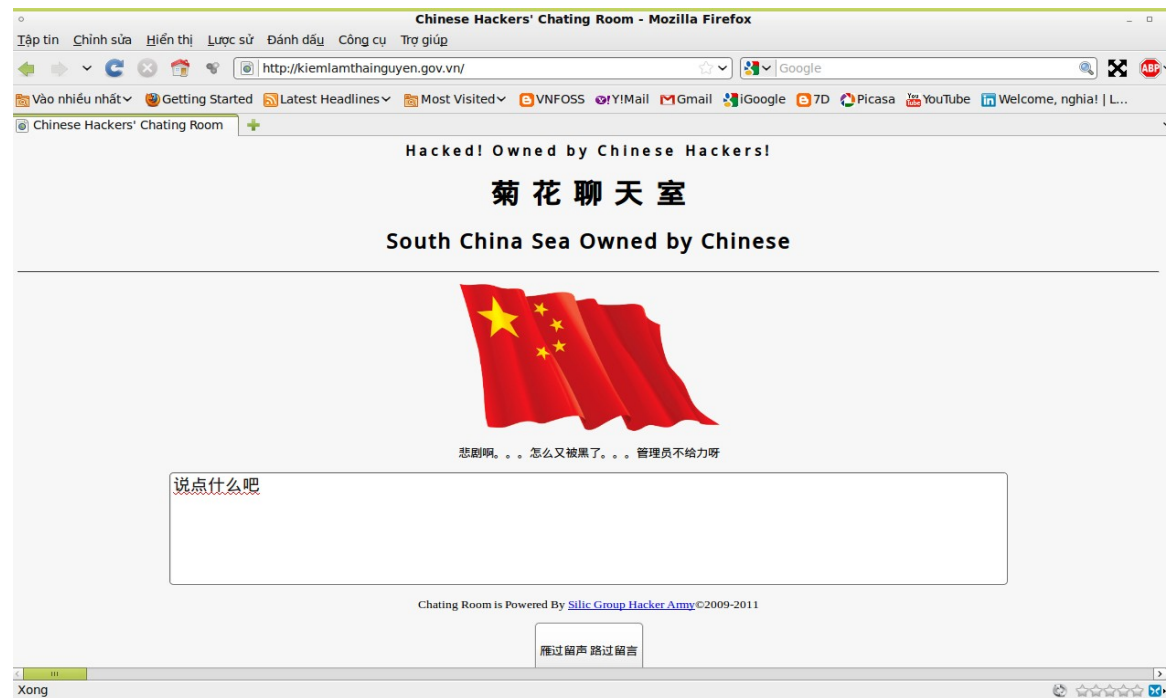 Chinese Hackers' Chating Room - Mozilla Firefox
Tập tin Chỉnh sửa Hiển thị Lược sử Đánh dấu Công cụ Trợ giúp
http://kiemlamthainguyen.gov.vn/ Google ABP
Vào nhiều nhất Getting Started Latest Headlines Most Visited VNFOSS Y!Mail Gmail iGoogle 7D Picasa YouTube Welcome, nghia! | L...
Chinese Hackers' Chating Room
Hacked! Owned by Chinese Hackers!
菊花聊天室
South China Sea Owned by Chinese
悲剧啊。。。怎么又被黑了。。。管理员不给力呀
说点什么吧
Chating Room is Powered By Silic Group Hacker Army©2009-2011
雁过留声 路过留言
Xong